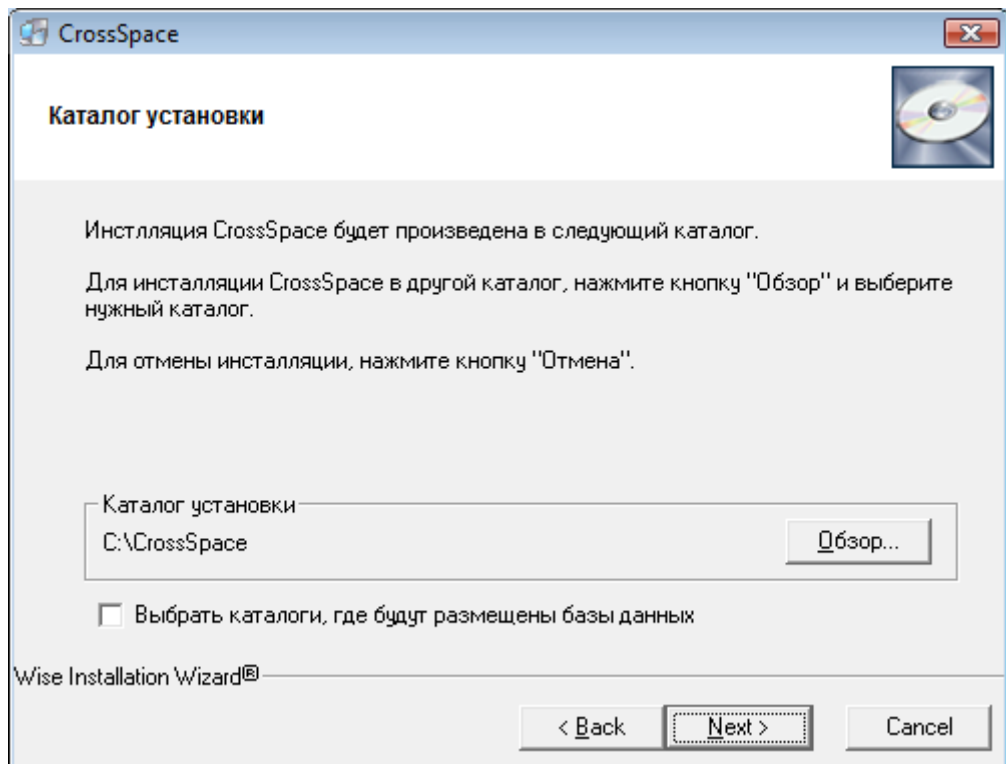 CrossSpace
Каталог установки
Инстлляция CrossSpace будет произведена в следующий каталог.
Для инсталляции CrossSpace в другой каталог, нажмите кнопку "Обзор" и выберите
нужный каталог.
Для отмены инсталляции, нажмите кнопку "Отмена".
Каталог установки
C:\CrossSpace
Обзор...
Выбрать каталоги, где будут размещены базы данных
Wise Installation Wizard®
< Back
Next >
Cancel